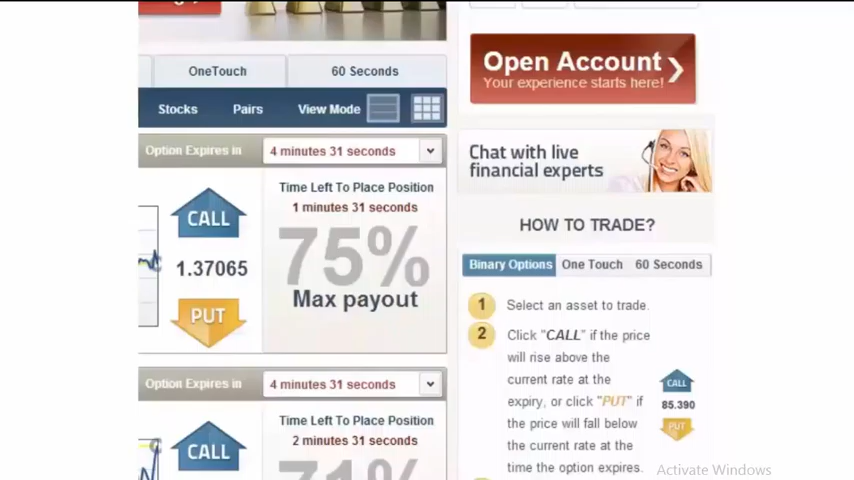 OneTouch
60 Seconds
Stocks
Pairs
View Mode
Option Expires in
4 minutes 31 seconds
CALL
1.37065
PUT
Time Left To Place Position
1 minutes 31 seconds
75%
Max payout
Option Expires in
4 minutes 31 seconds
CALL
Time Left To Place Position
2 minutes 31 seconds
71%
Open Account
Your experience starts here!
Chat with live
financial experts
HOW TO TRADE?
Binary Options
One Touch
60 Seconds
1
Select an asset to trade.
2
Click "CALL" if the price
will rise above the
current rate at the
expiry, or click "PUT" if
the price will fall below
the current rate at the
time the option expires.
CALL
85.390
PUT
Activate Windows